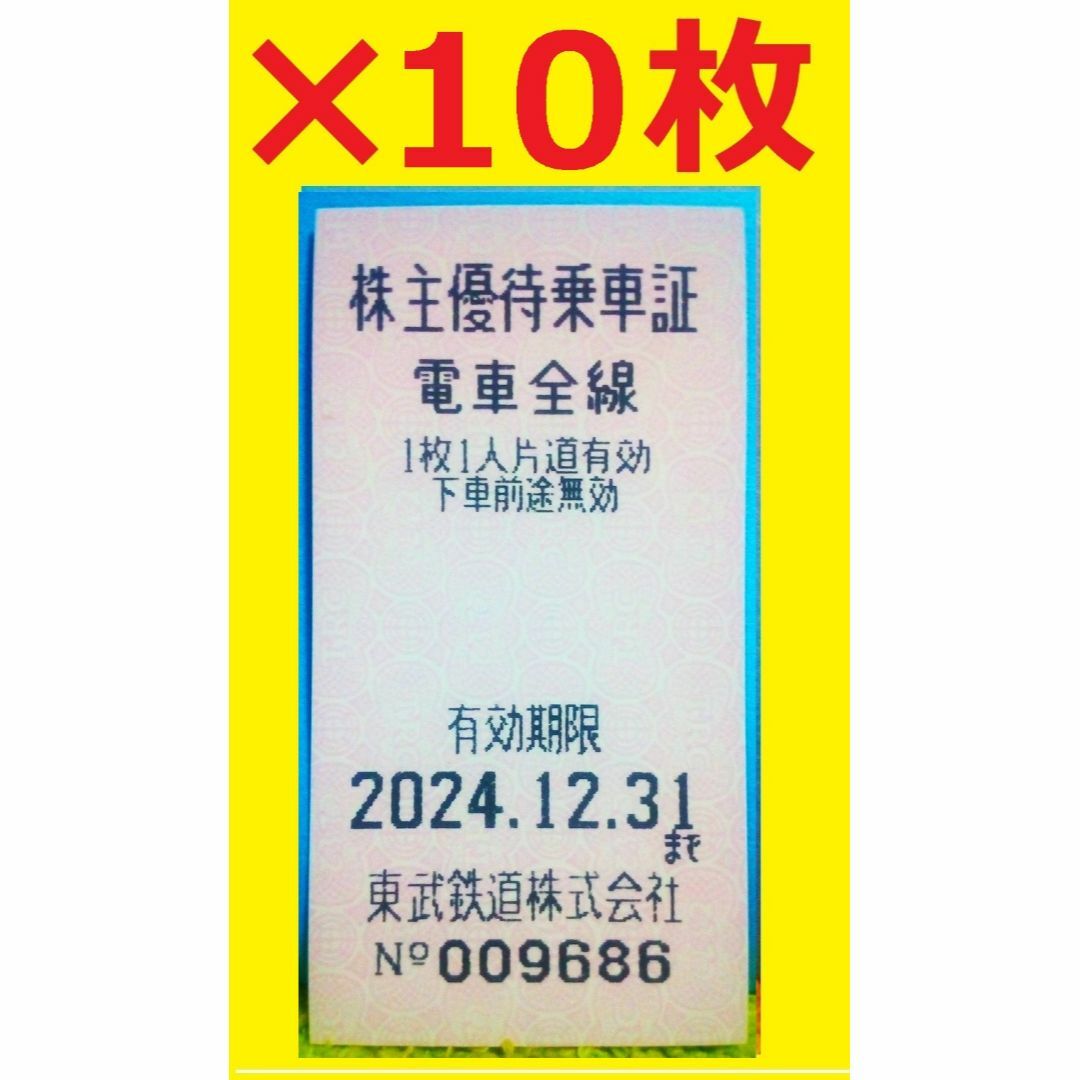 ×10枚
株主優待乗車証
電車全線
1枚1人片道有効
下車前途無効
有効期限
2024.12.31
まで
東武鉄道株式会社
Nº009686